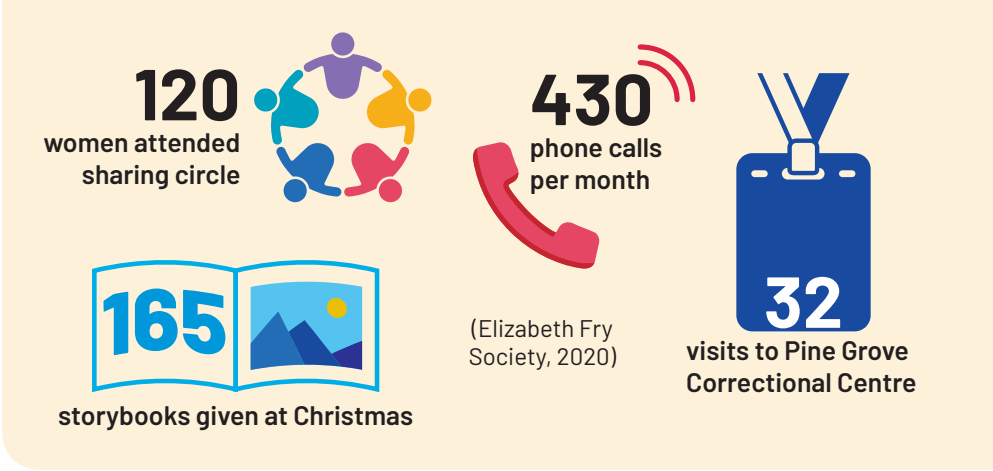 120
women attended
sharing circle
430
phone calls
per month
165
storybooks given at Christmas
(Elizabeth Fry
Society, 2020)
32
visits to Pine Grove
Correctional Centre